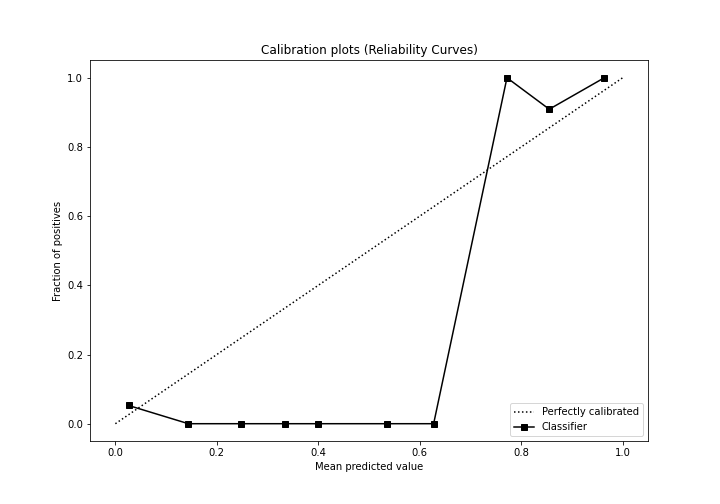 Calibration plots (Reliability Curves)
1.0
0.8
0.6
0.4
0.2
0.0
Fraction of positives
0.0 0.2 0.4 0.6 0.8 1.0
Mean predicted value
Perfectly calibrated
Classifier